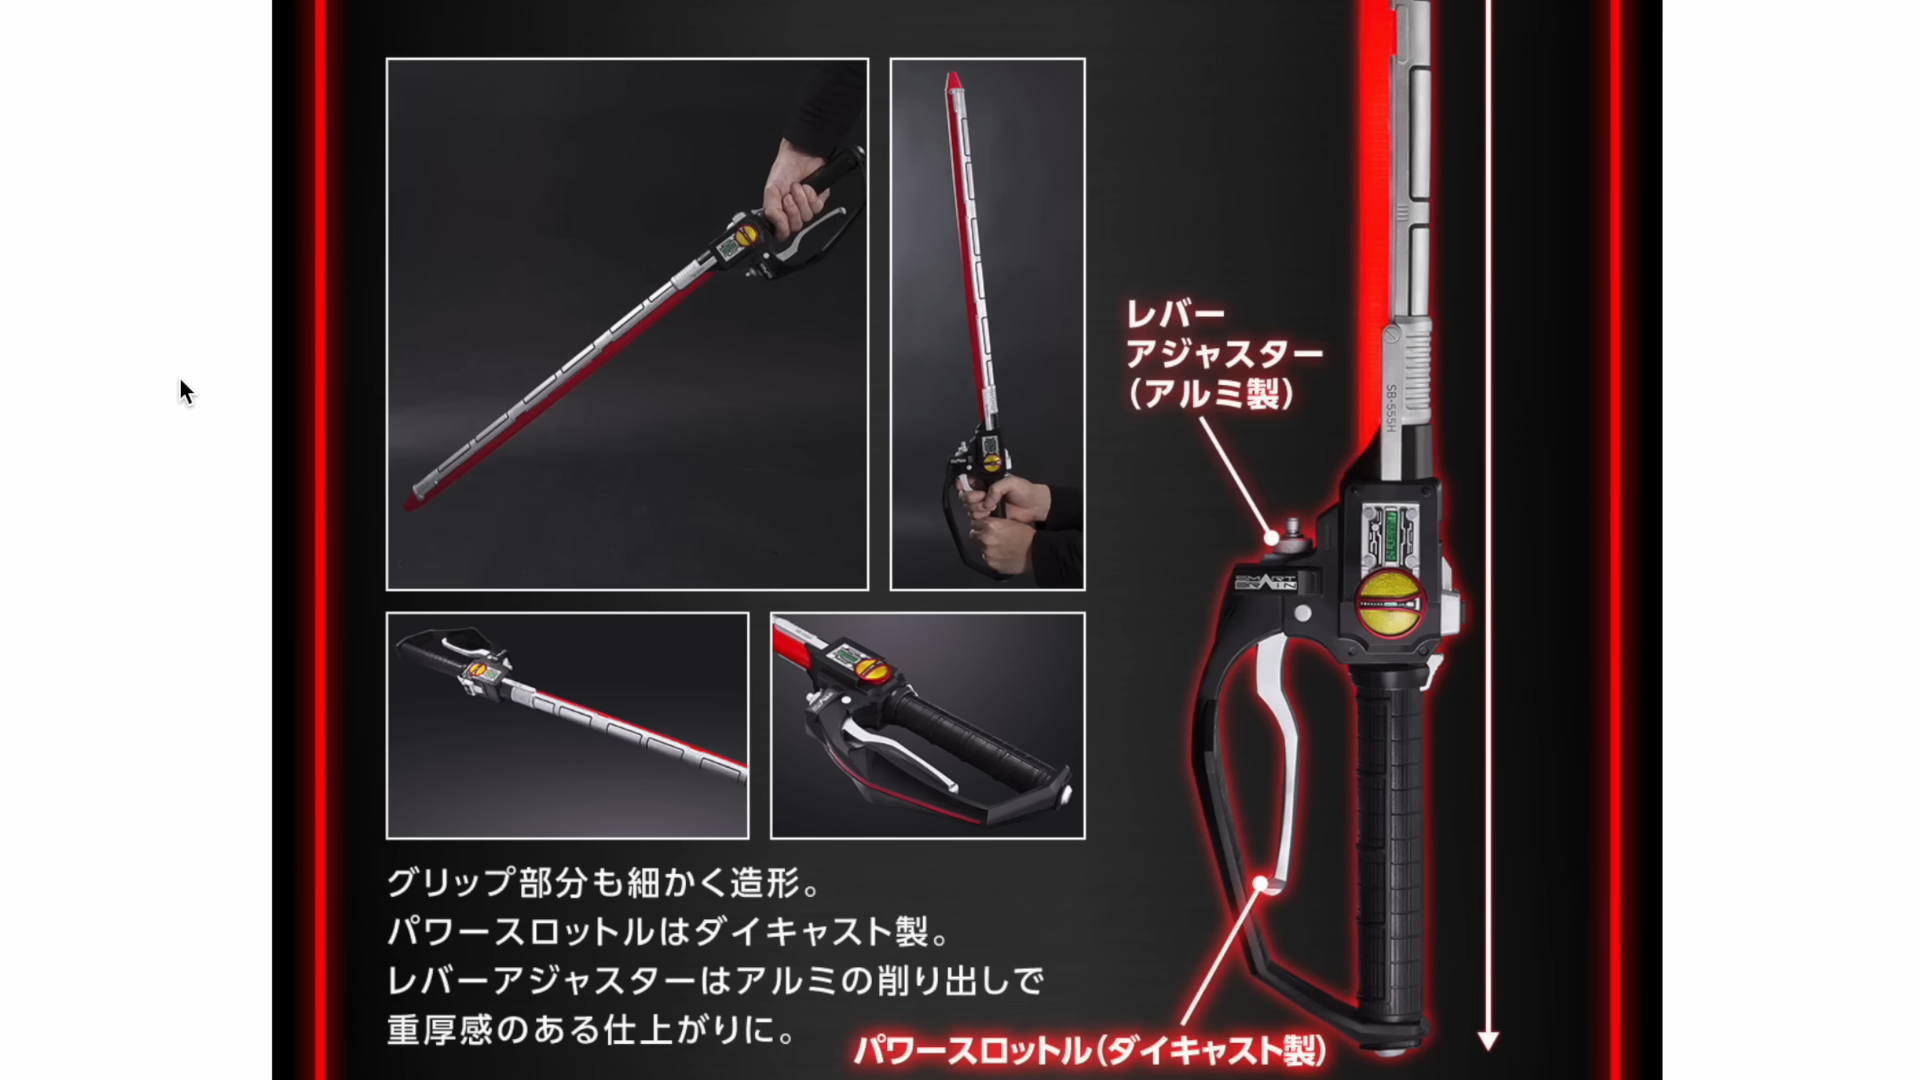 レバー
アジャスター
（アルミ製）
SB-555H
SMART
BRAIN
グリップ部分も細かく造形。
パワースロットルはダイキャスト製。
レバーアジャスターはアルミの削り出しで
重厚感のある仕上がりに。
パワースロットル（ダイキャスト製）